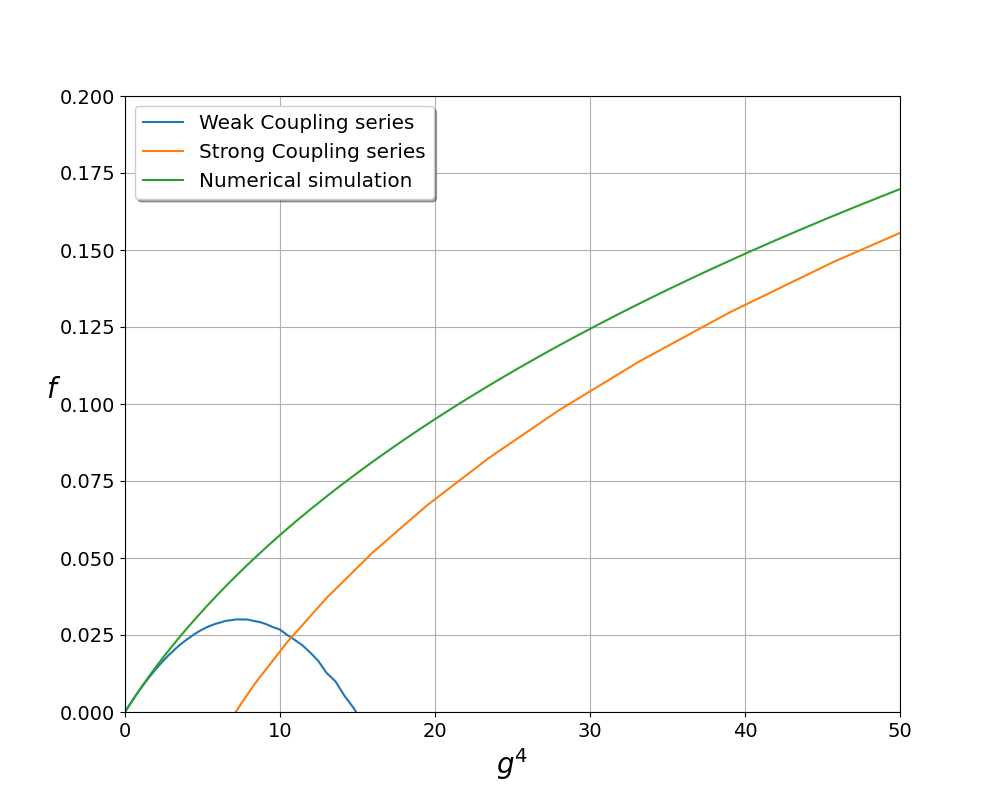 Weak Coupling series
Strong Coupling series
Numerical simulation
0.200
0.175
0.150
0.125
0.100
0.075
0.050
0.025
0.000
f
0 10 20 30 40 50
g⁴